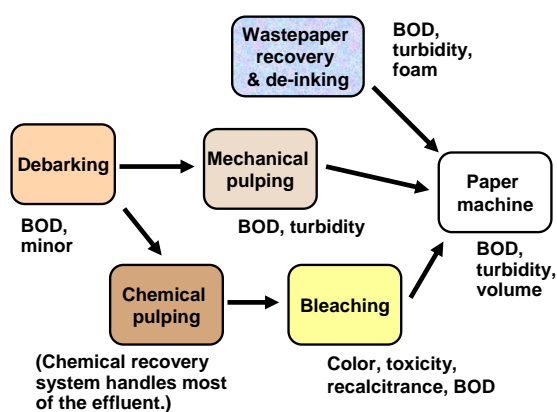 Wastepaper
recovery
& de-inking
BOD,
turbidity,
foam
Debarking
BOD,
minor
Mechanical
pulping
BOD, turbidity
Paper
machine
BOD,
turbidity,
volume
Chemical
pulping
(Chemical recovery
system handles most
of the effluent.)
Bleaching
Color, toxicity,
recalcitrance, BOD